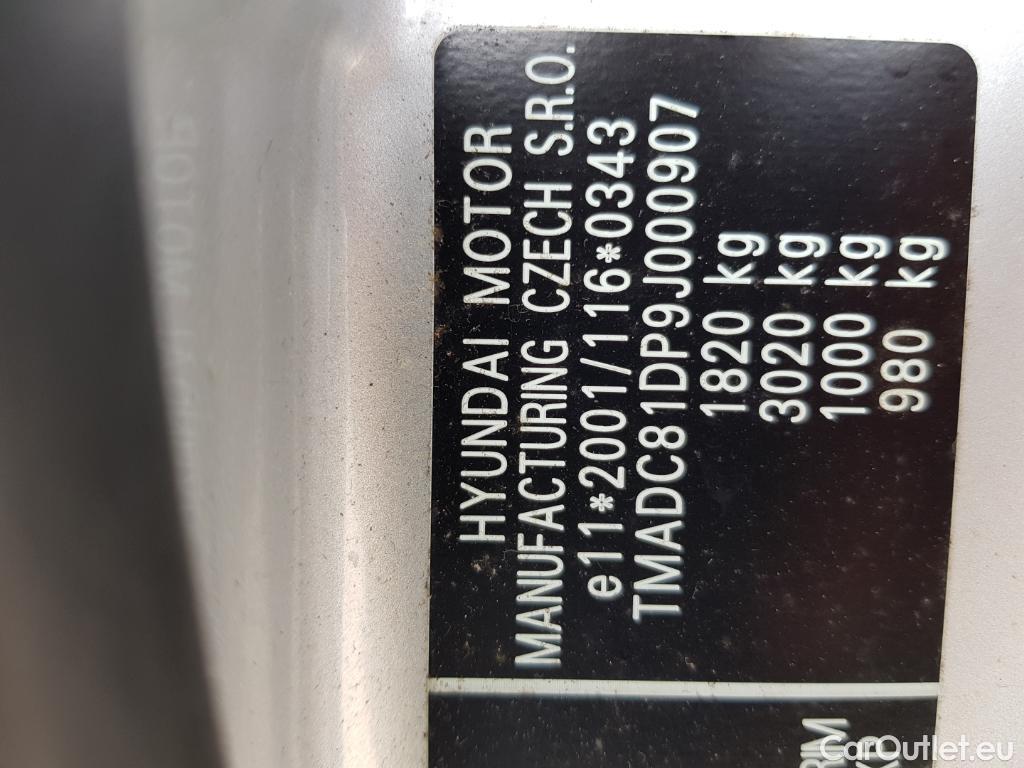 HYUNDAI MOTOR
MANUFACTURING CZECH S.R.O.
e11*2001/116*0343
TMADC81DP9J000907
1820 kg
3020 kg
1000 kg
980 kg
CarOutlet.eu